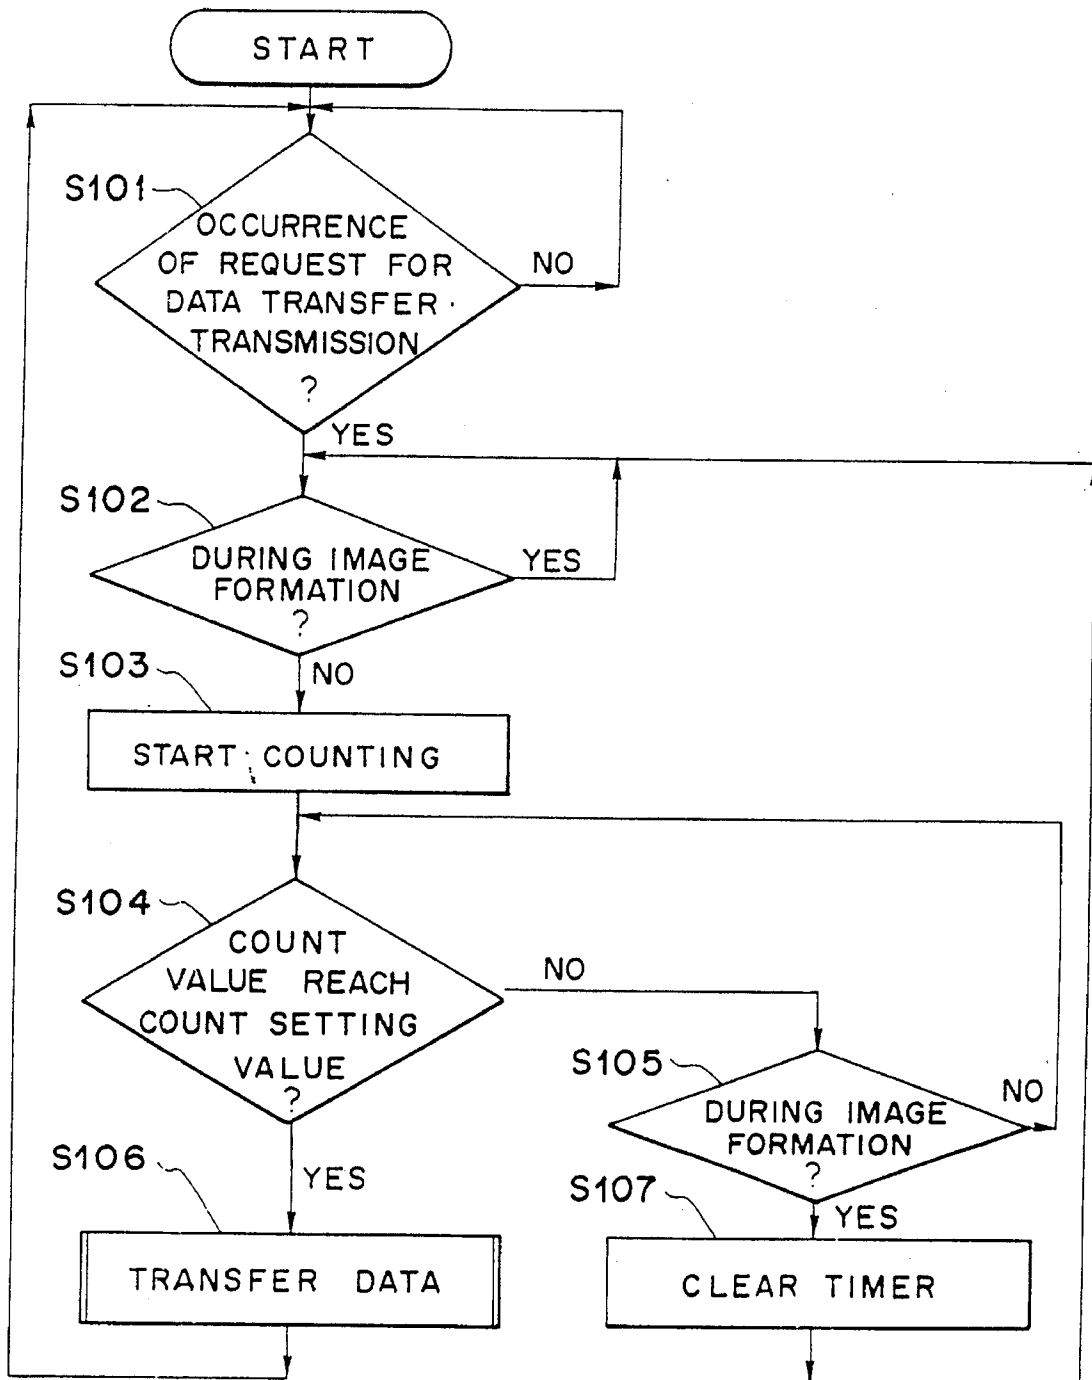 START
S101
OCCURRENCE
OF REQUEST FOR
DATA TRANSFER
TRANSMISSION
?
NO
YES
S102
DURING IMAGE
FORMATION
?
YES
S103
NO
START COUNTING
S104
COUNT
VALUE REACH
COUNT SETTING
VALUE
?
NO
S105
DURING IMAGE
FORMATION
?
NO
S106
YES
S107
YES
TRANSFER DATA
CLEAR TIMER